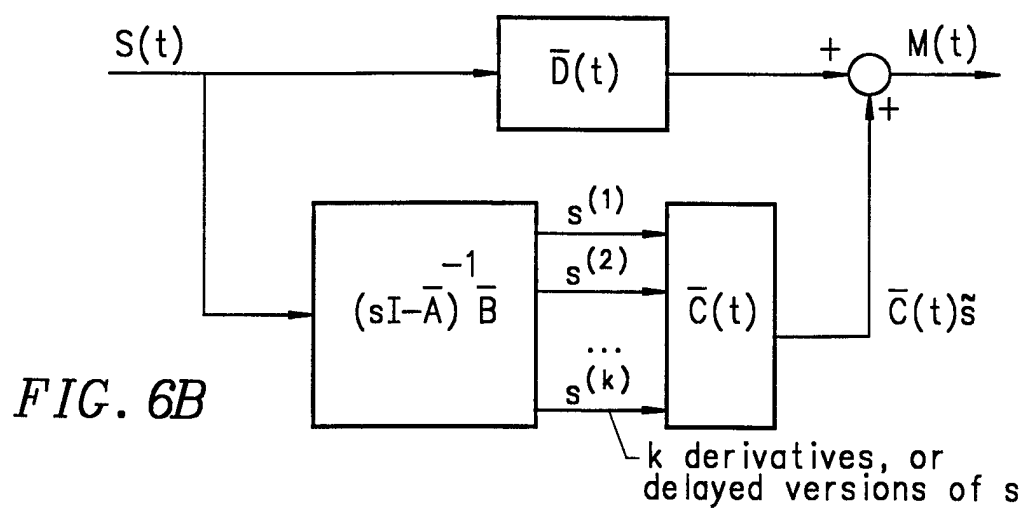 S(t)
D̅(t)
+
M(t)
+
s⁽¹⁾
s⁽²⁾
...
s⁽ᵏ⁾
(sI-A̅)⁻¹ B̅
C̅(t)
C̅(t)s̃
FIG. 6B
k derivatives, or
delayed versions of s